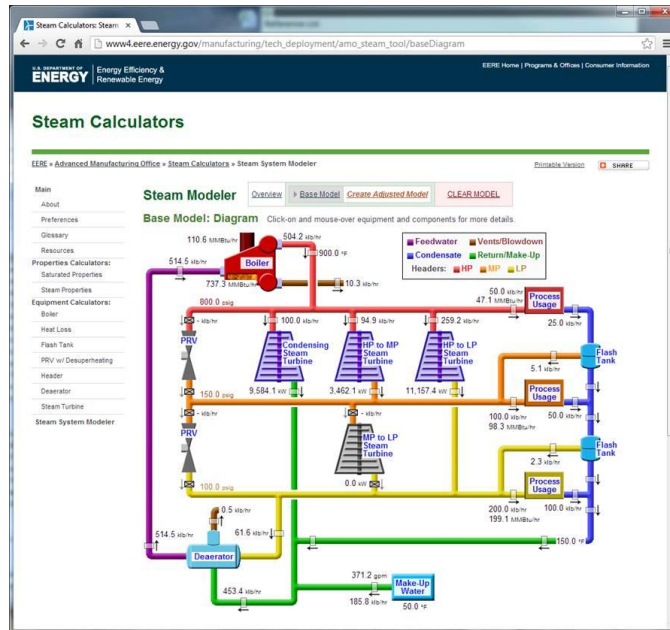 Steam Calculators: Steam
www4.eere.energy.gov/manufacturing/tech_deployment/amo_steam_tool/baseDiagram
U.S. DEPARTMENT OF
ENERGY
Energy Efficiency &
Renewable Energy
EERE Home | Programs & Offices | Consumer Information
Steam Calculators
EERE » Advanced Manufacturing Office » Steam Calculators » Steam System Modeler
Printable Version
SHARE
Main
About
Preferences
Glossary
Resources
Properties Calculators:
Saturated Properties
Steam Properties
Equipment Calculators:
Boiler
Heat Loss
Flash Tank
PRV w/ Desuperheating
Header
Deaerator
Steam Turbine
Steam System Modeler
Steam Modeler
Overview
Base Model
Create Adjusted Model
CLEAR MODEL
Base Model: Diagram
Click-on and mouse-over equipment and components for more details.
110.6 MMBtu/hr
504.2 klb/hr
900.0 °F
514.5 klb/hr
Boiler
737.3 MMBtu/hr
10.3 klb/hr
Feedwater
Vents/Blowdown
Condensate
Return/Make-Up
Headers:
HP
MP
LP
800.0 psig
50.0 klb/hr
47.1 MMBtu/hr
Process
Usage
25.0 klb/hr
- klb/hr
100.0 klb/hr
94.9 klb/hr
259.2 klb/hr
PRV
Condensing
Steam
Turbine
HP to MP
Steam
Turbine
HP to LP
Steam
Turbine
Flash
Tank
5.1 klb/hr
9,584.1 kW
3,462.1 kW
11,157.4 kW
150.0 psig
Process
Usage
- klb/hr
- klb/hr
100.0 klb/hr
98.3 MMBtu/hr
50.0 klb/hr
PRV
MP to LP
Steam
Turbine
Flash
Tank
2.3 klb/hr
0.0 kW
100.0 psig
Process
Usage
200.0 klb/hr
199.1 MMBtu/hr
100.0 klb/hr
0.5 klb/hr
514.5 klb/hr
61.6 klb/hr
150.0 °F
Deaerator
453.4 klb/hr
371.2 gpm
185.8 klb/hr
Make-Up
Water
50.0 °F